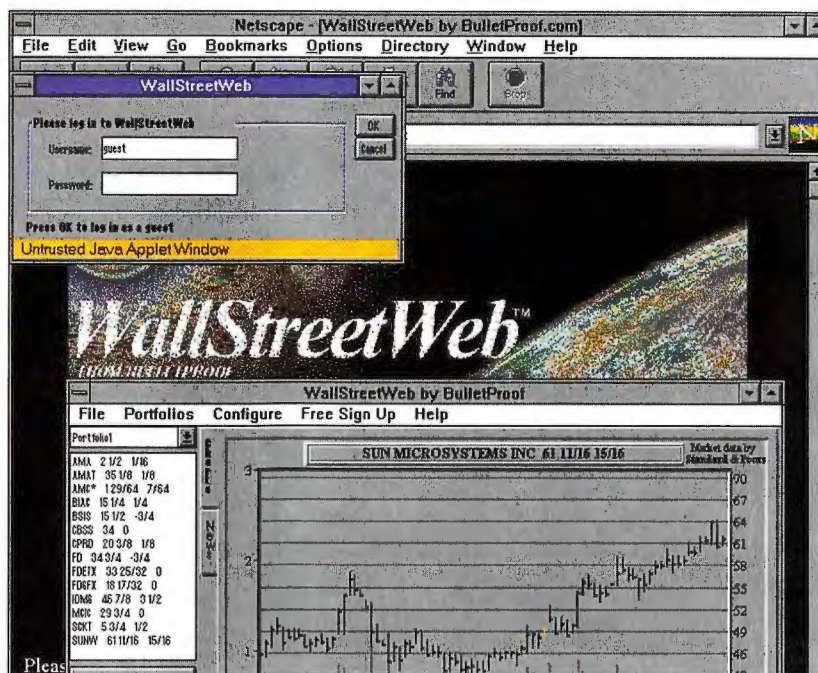 Netscape - [WallStreetWeb by BulletProof.com]
File Edit View Go Bookmarks Options Directory Window Help
Find
Stop
WallStreetWeb
Please log in to WallStreetWeb
Username: guest
Password:
OK
Cancel
Press OK to log in as a guest
Untrusted Java Applet Window
N
WallStreetWeb™
FROM BULLETPROOF
WallStreetWeb by BulletProof
File Portfolios Configure Free Sign Up Help
Portfolio1
AMA 2 1/2 1/16
AMAT 35 1/8 1/8
AMC* 1 29/64 7/64
BIAC 15 1/4 1/4
BSIS 15 1/2 -3/4
CBSS 34 0
CPRD 20 3/8 1/8
FD 34 3/4 -3/4
FDETX 33 25/32 0
FDGFX 18 17/32 0
IOMG 46 7/8 3 1/2
MCIC 29 3/4 0
SCKT 5 3/4 1/2
SUNW 61 11/16 15/16
News
SUN MICROSYSTEMS INC 61 11/16 15/16
Market data by
Standard & Poors
3
2
1
70
67
64
61
58
55
52
49
46
Pleas